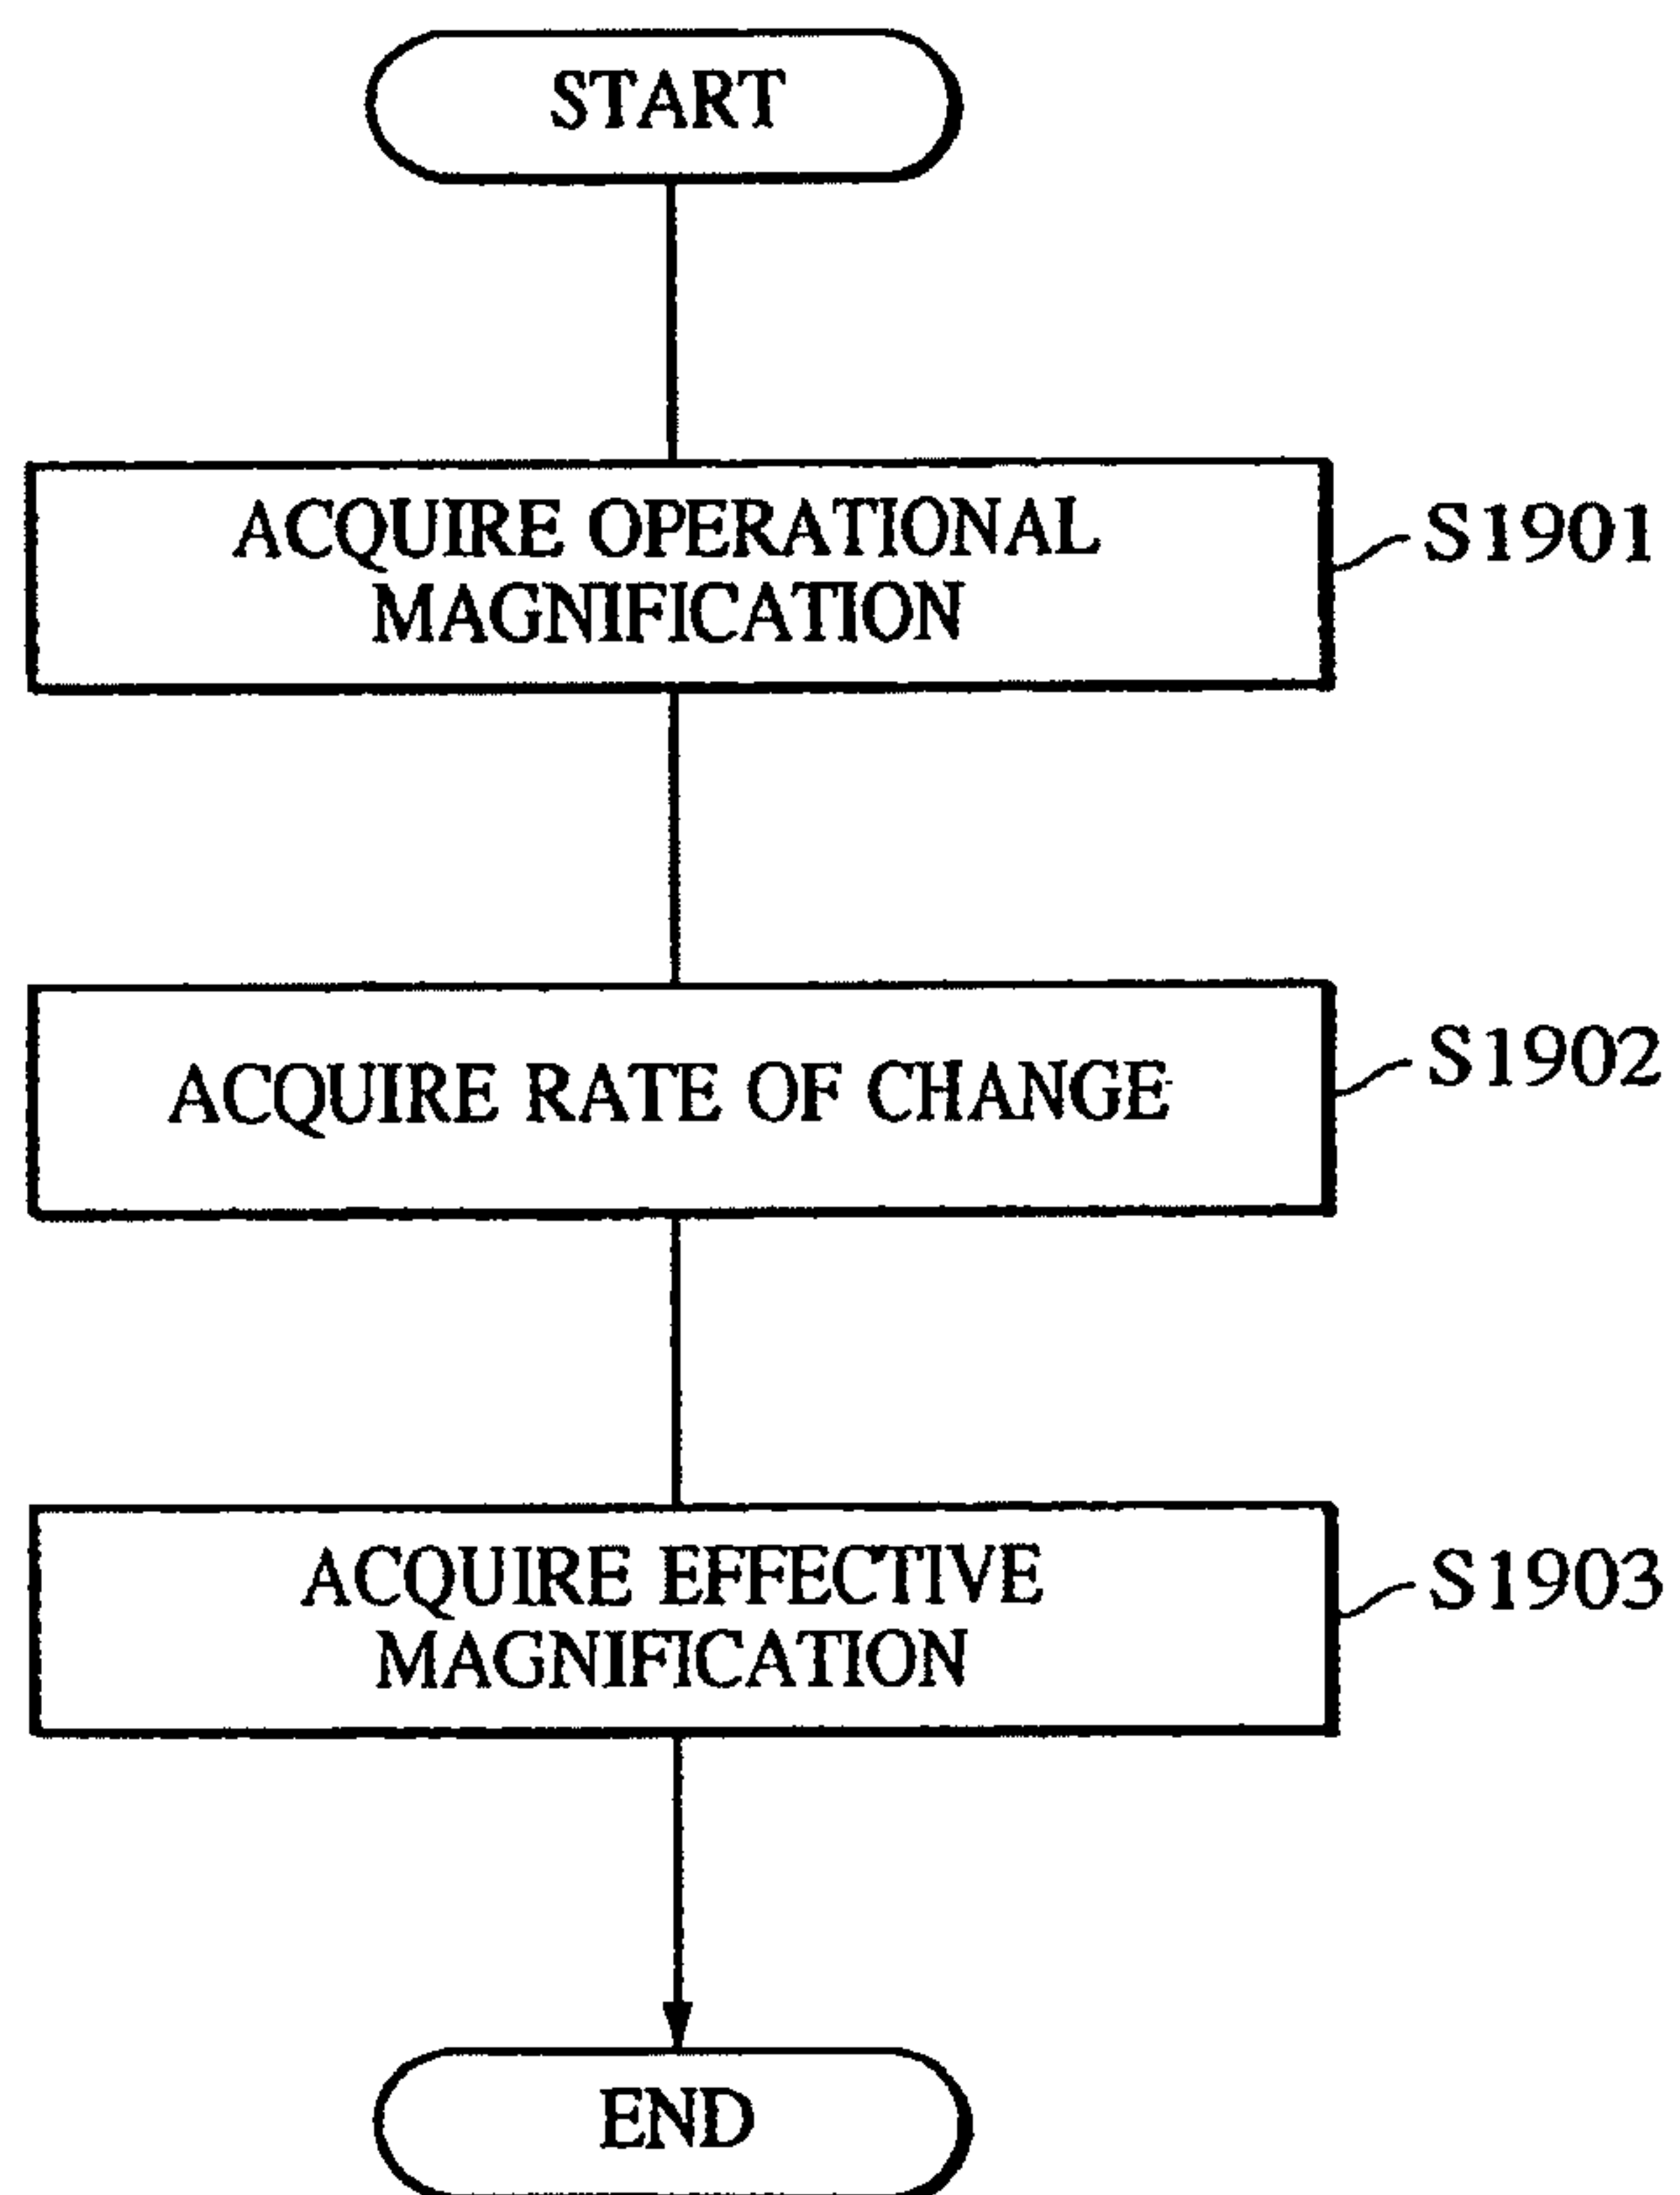 START
ACQUIRE OPERATIONAL
MAGNIFICATION
S1901
ACQUIRE RATE OF CHANGE
S1902
ACQUIRE EFFECTIVE
MAGNIFICATION
S1903
END